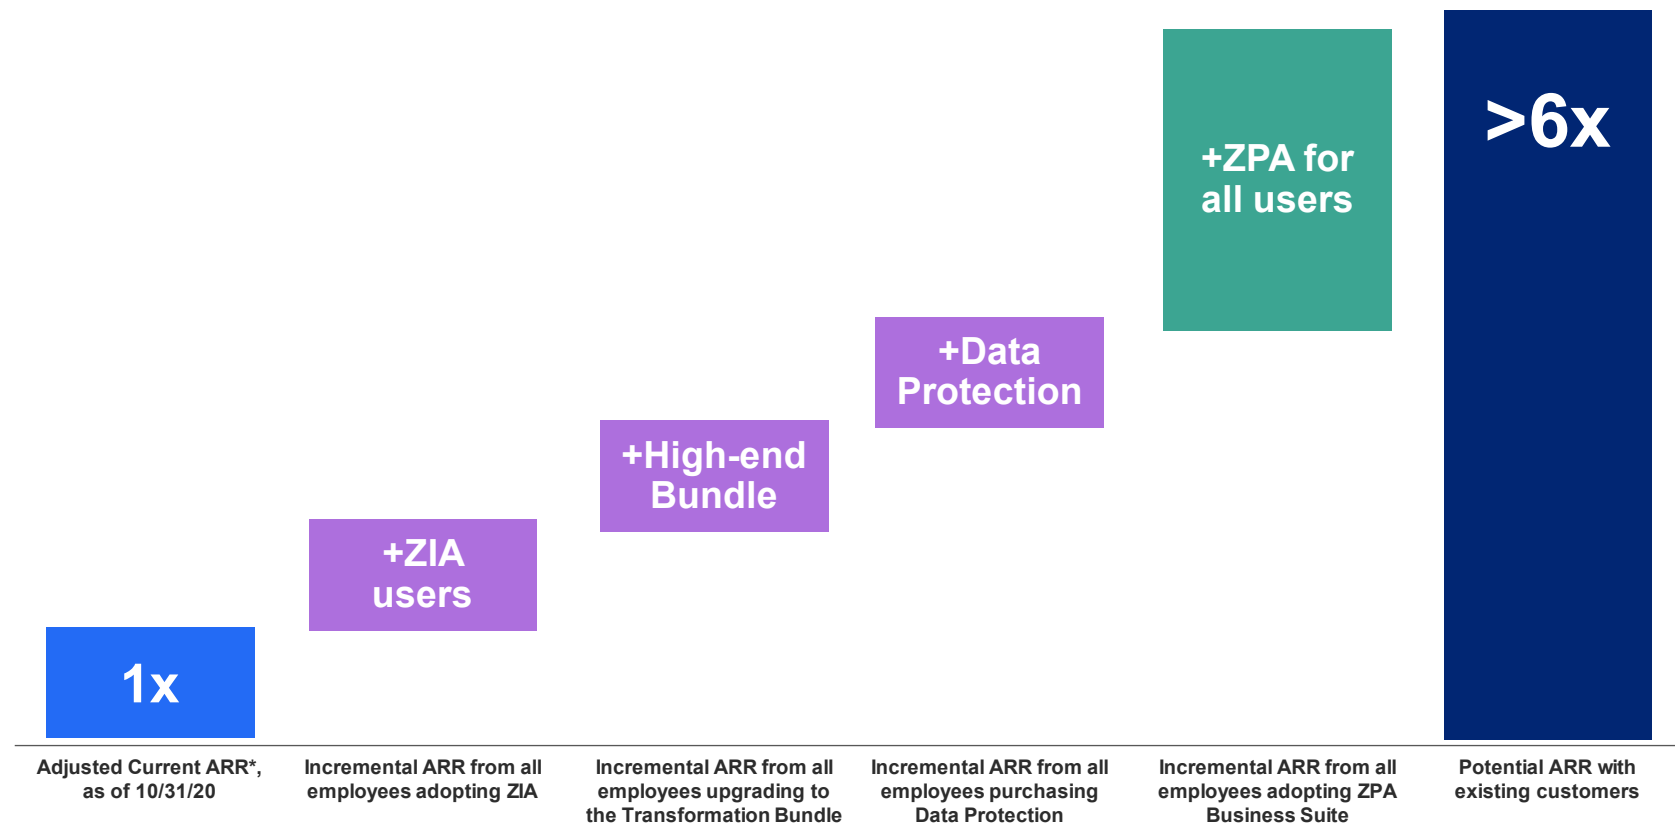 >6x
+ZPA for
all users
+Data
Protection
+High-end
Bundle
+ZIA
users
1x
Adjusted Current ARR*,
as of 10/31/20
Incremental ARR from all
employees adopting ZIA
Incremental ARR from all
employees upgrading to
the Transformation Bundle
Incremental ARR from all
employees purchasing
Data Protection
Incremental ARR from all
employees adopting ZPA
Business Suite
Potential ARR with
existing customers